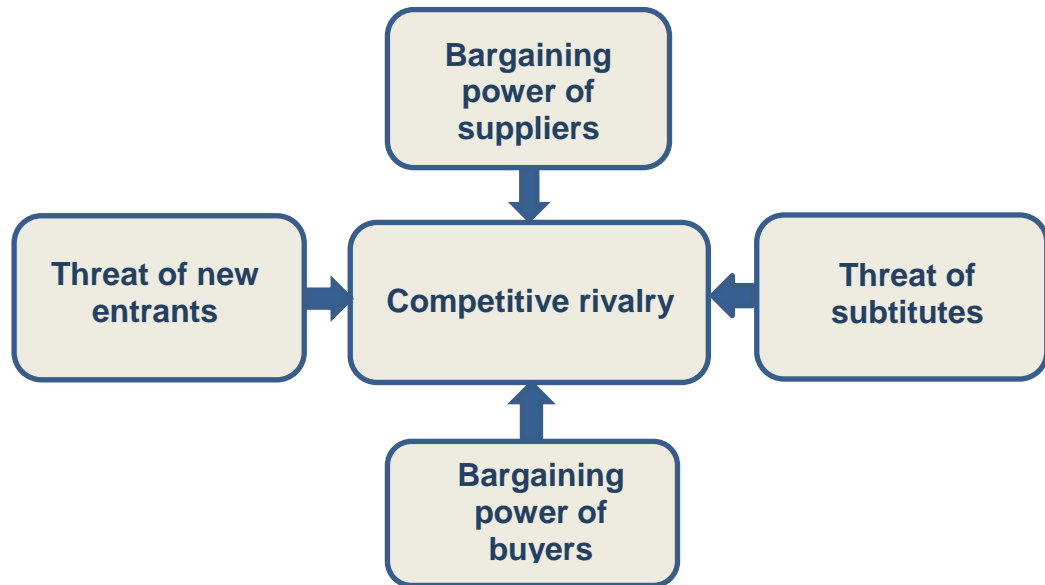 Bargaining
power of
suppliers
Threat of new
entrants
Competitive rivalry
Threat of
subtitutes
Bargaining
power of
buyers